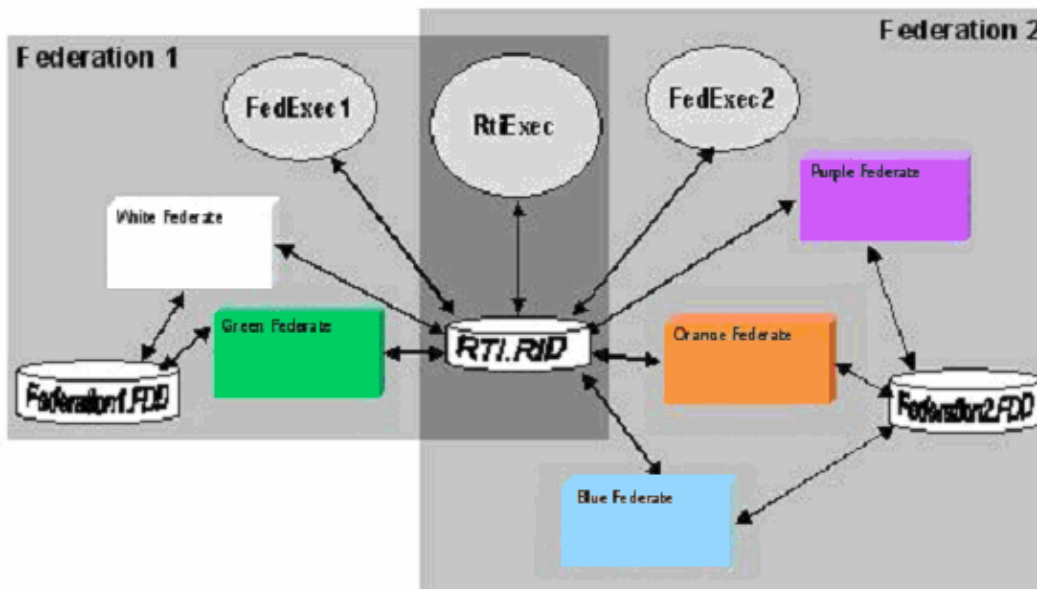 Federation 1
Federation 2
FedExec1
RtiExec
FedExec2
Purple Federate
White Federate
Green Federate
RTI.RID
Orange Federate
Federation1.FDD
Federation2.FDD
Blue Federate